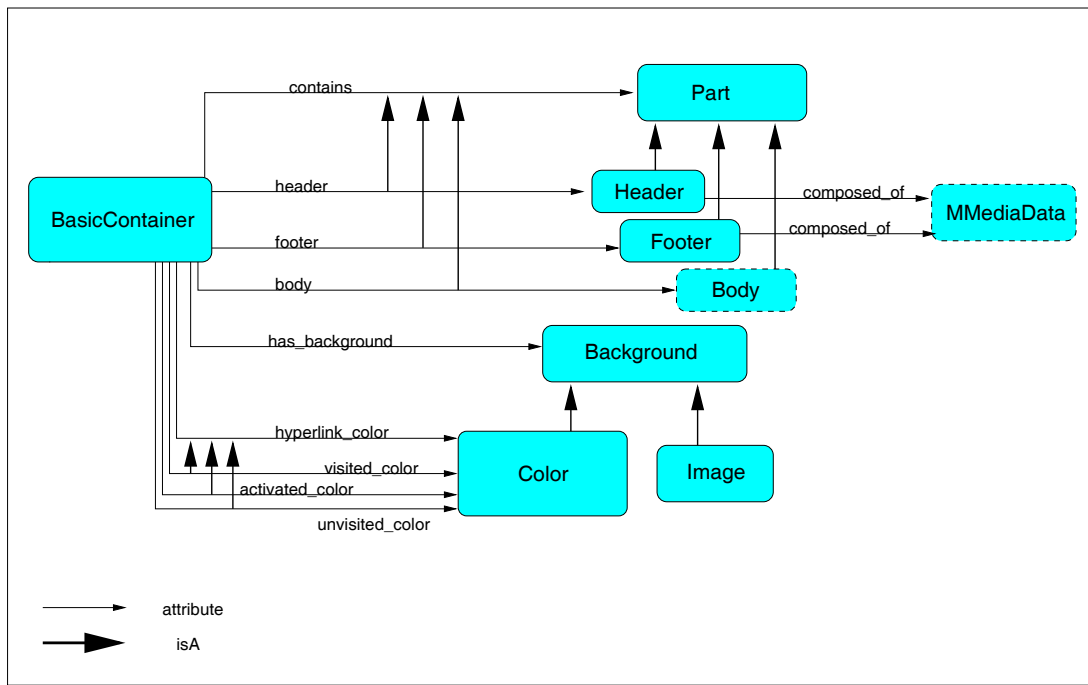 contains
Part
header
Header
composed_of
BasicContainer
MMediaData
footer
Footer
composed_of
body
Body
has_background
Background
hyperlink_color
visited_color
Color
Image
activated_color
unvisited_color
attribute
isA